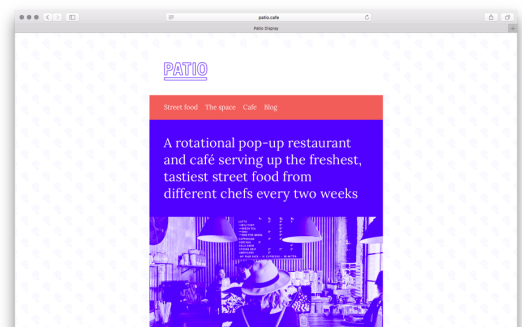 patio.cafe
Patio Display
PATIO
Street food The space Cafe Blog
A rotational pop-up restaurant
and café serving up the freshest,
tastiest street food from
different chefs every two weeks